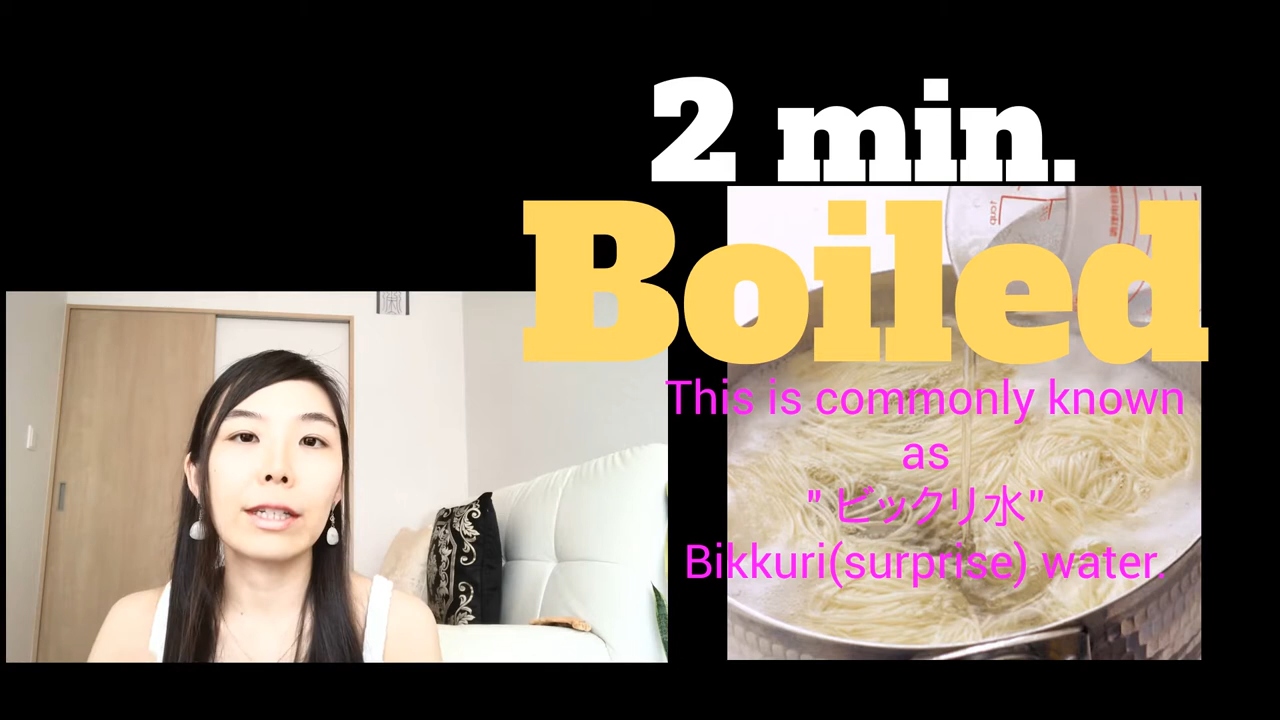 2 min.
Boiled
This is commonly known
as
" ビックリ水"
Bikkuri(surprise) water.